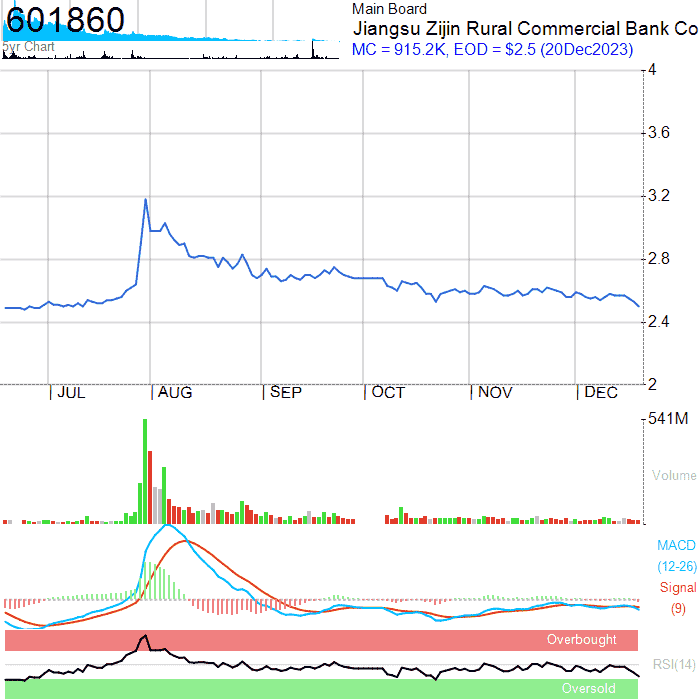 601860
5yr Chart
Main Board
Jiangsu Zijin Rural Commercial Bank Co
MC = 915.2K, EOD = $2.5 (20Dec2023)
4
3.6
3.2
2.8
2.4
2
JUL AUG SEP OCT NOV DEC
541M
Volume
MACD
(12-26)
Signal
(9)
Overbought
RSI(14)
Oversold